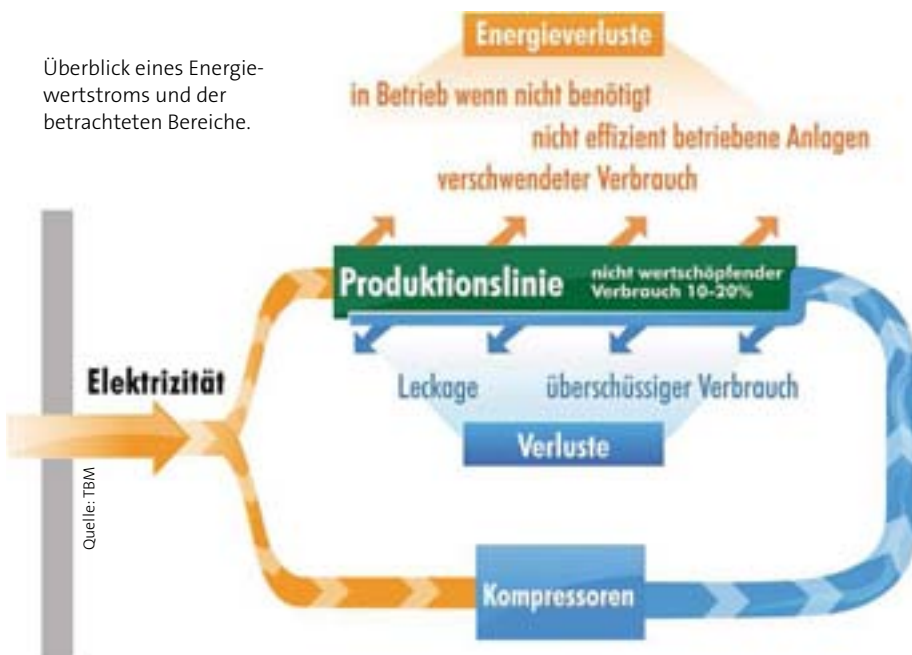 Überblick eines Energie-
wertstroms und der
betrachteten Bereiche.
Energieverluste
in Betrieb wenn nicht benötigt
nicht effizient betriebene Anlagen
verschwendeter Verbrauch
Produktionslinie
nicht wertschöpfender
Verbrauch 10-20%
Elektrizität
Leckage
überschüssiger Verbrauch
Verluste
Quelle: TBM
Kompressoren